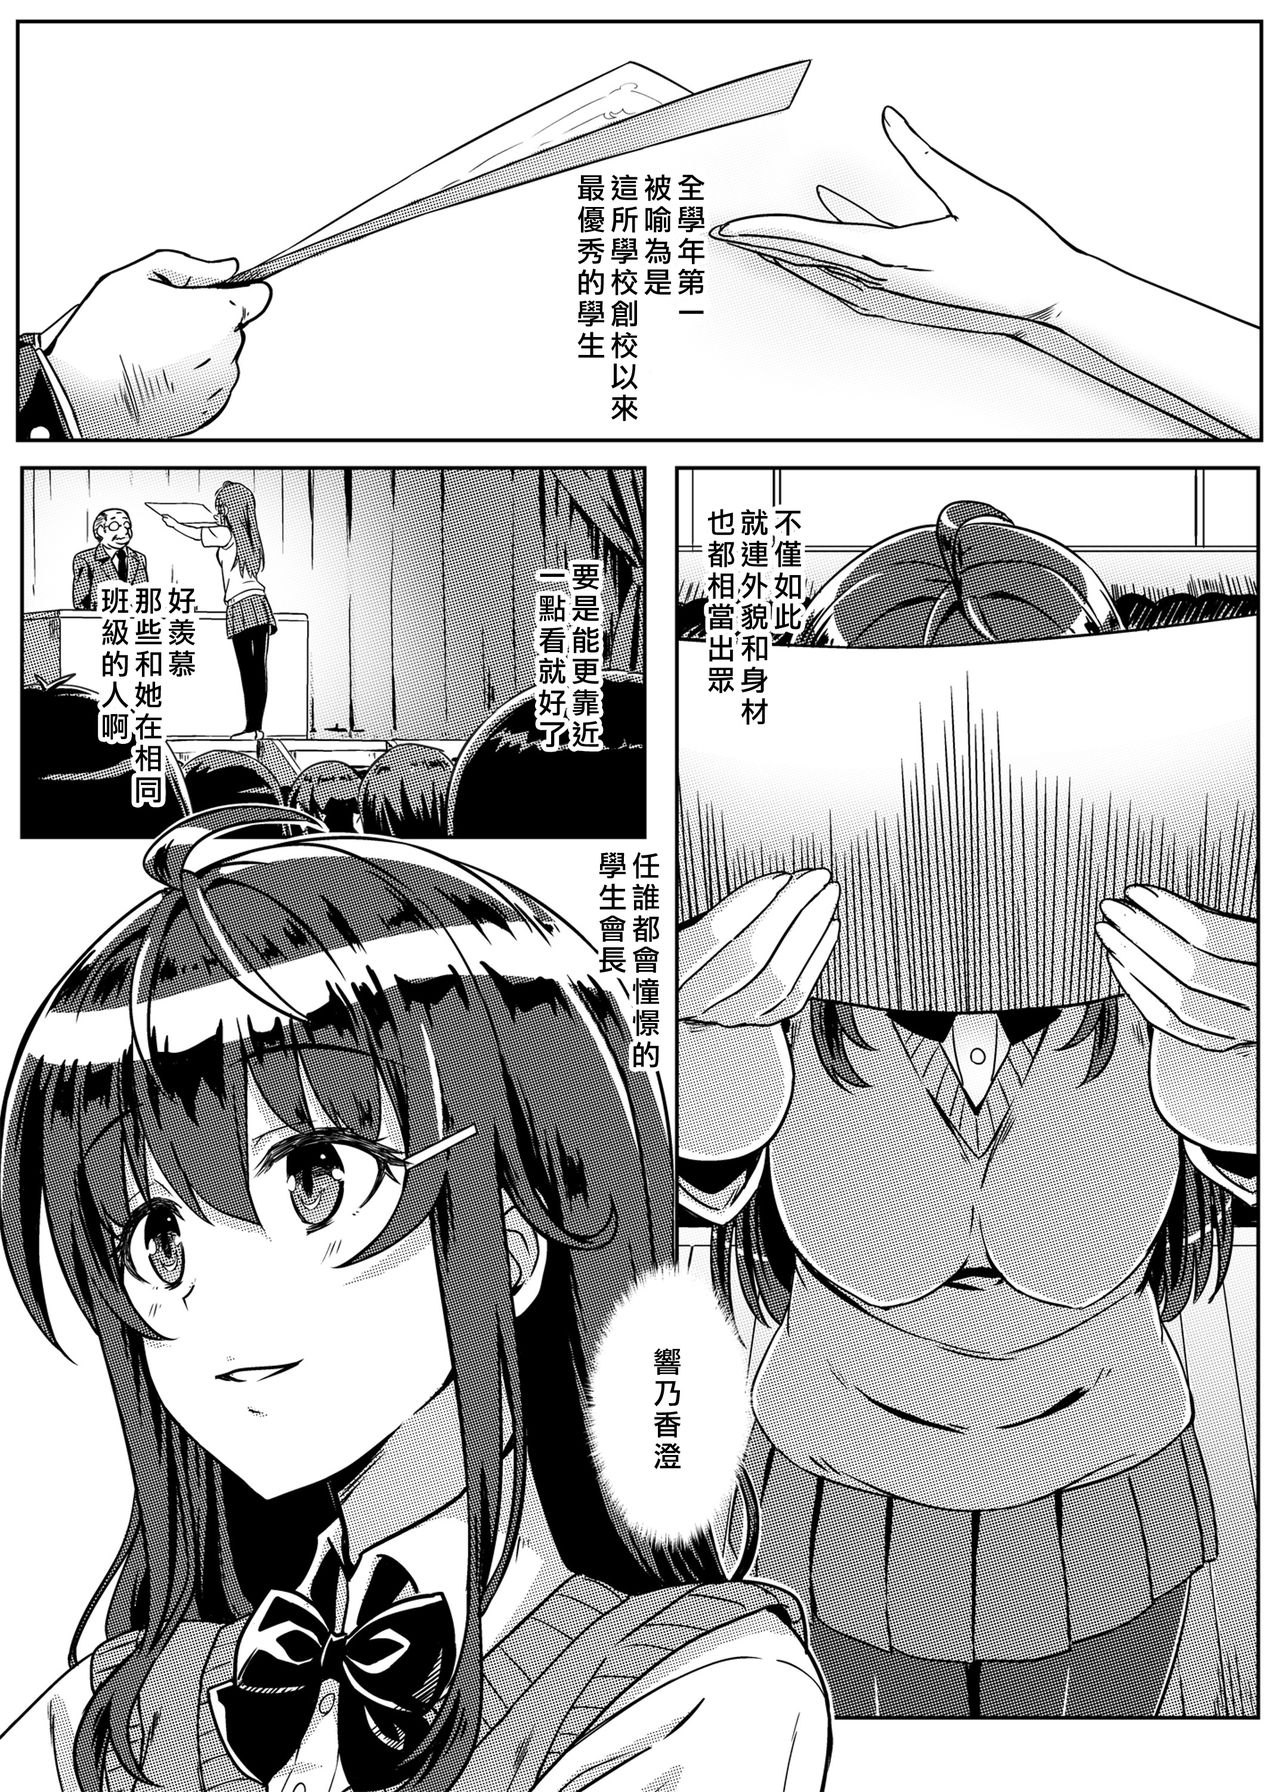 全學年第一
被喻為是
這所學校創校以來
最優秀的學生
不僅如此
就連外貌和身材
也都相當出眾
要是能更靠近
一點看就好了
好羨慕
那些和她在相同
班級的人啊
任誰都會憧憬的
學生會長
響乃香澄